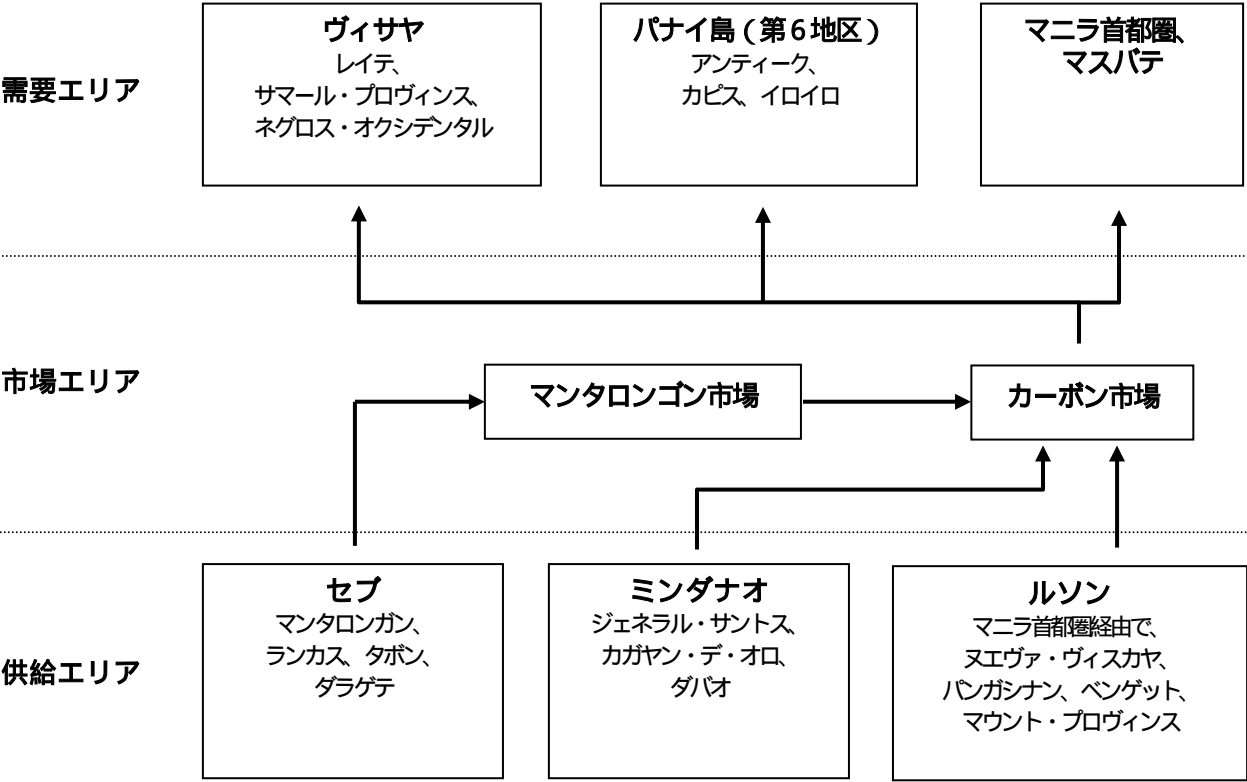 需要エリア
ヴィサヤ
レイテ、
サマール・プロヴィンス、
ネグロス・オクシデンタル
パナイ島(第6地区)
アンティーク、
カピス、イロイロ
マニラ首都圏、
マスバテ
市場エリア
マンタロンゴン市場
カーボン市場
供給エリア
セブ
マンタロンガン、
ランカス、タボン、
ダラゲテ
ミンダナオ
ジェネラル・サントス、
カガヤン・デ・オロ、
ダバオ
ルソン
マニラ首都圏経由で、
ヌエヴァ・ヴィスカヤ、
パンガシナン、ベンゲット、
マウント・プロヴィンス